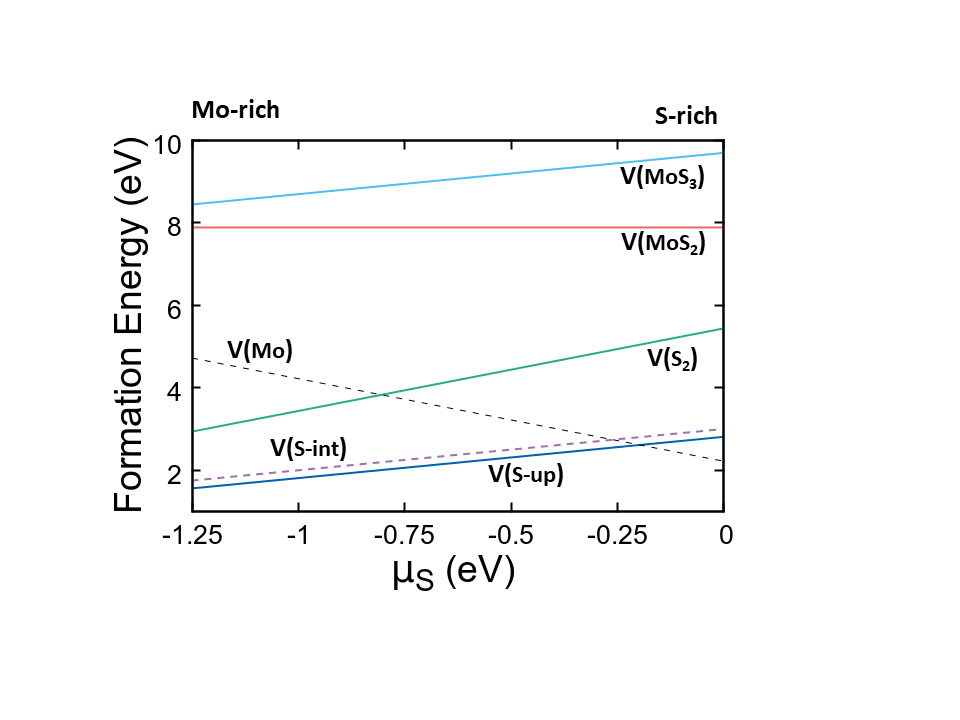 Mo-rich
S-rich
Formation Energy (eV)
10
8
6
4
2
V(MoS₃)
V(MoS₂)
V(Mo)
V(S₂)
V(S-int)
V(S-up)
-1.25 -1 -0.75 -0.5 -0.25 0
μS (eV)